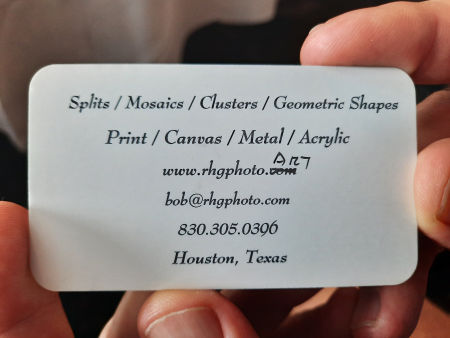 Splits / Mosaics / Clusters / Geometric Shapes
Print / Canvas / Metal / Acrylic
ART
www.rhgphoto.com
bob@rhgphoto.com
830.305.0396
Houston, Texas